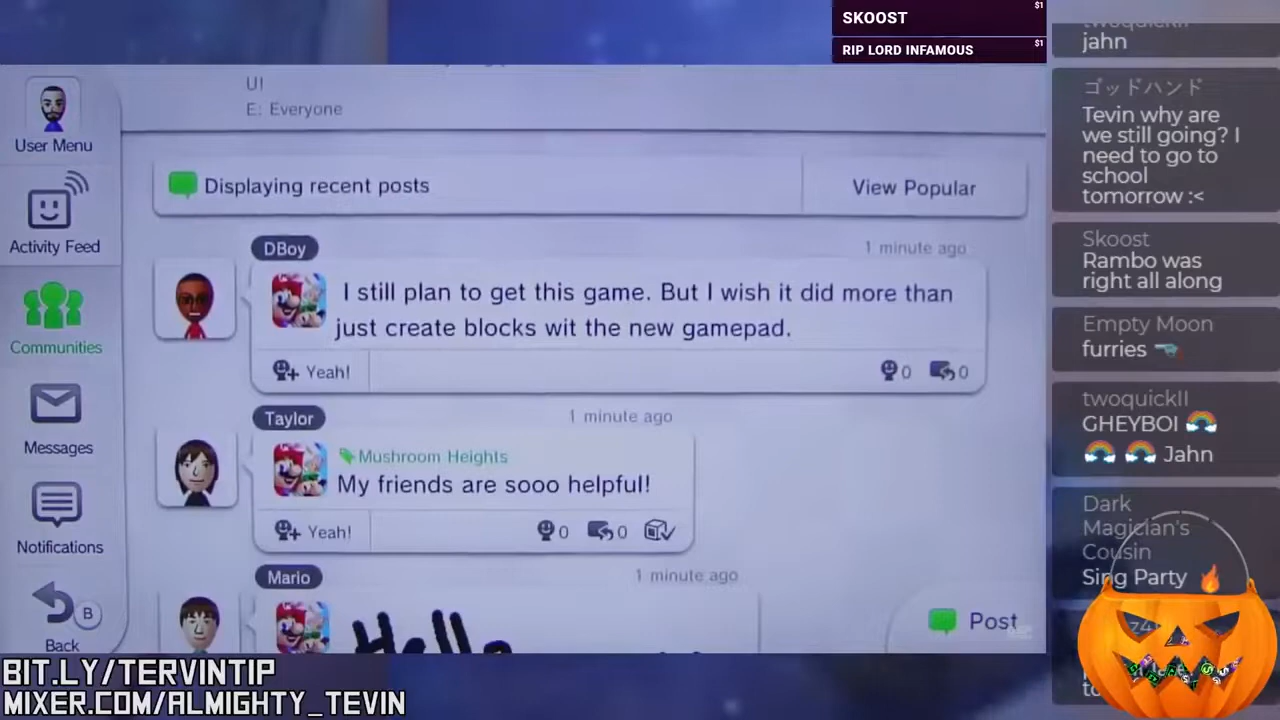 SKOOST
$1
RIP LORD INFAMOUS
$1
U!
E: Everyone
User Menu
Activity Feed
Communities
Messages
Notifications
Back
B
Displaying recent posts
View Popular
DBoy
1 minute ago
I still plan to get this game. But I wish it did more than
just create blocks wit the new gamepad.
Yeah!
0
0
Taylor
1 minute ago
Mushroom Heights
My friends are sooo helpful!
Yeah!
0
0
Mario
1 minute ago
Post
jahn
ゴッドハンド
Tevin why are
we still going? I
need to go to
school
tomorrow :<
Skoost
Rambo was
right all along
Empty Moon
furries
twoquickII
GHEYBOI
Jahn
Dark
Magician's
Cousin
Sing Party
BIT.LY/TERVINTIP
MIXER.COM/ALMIGHTY_TEVIN